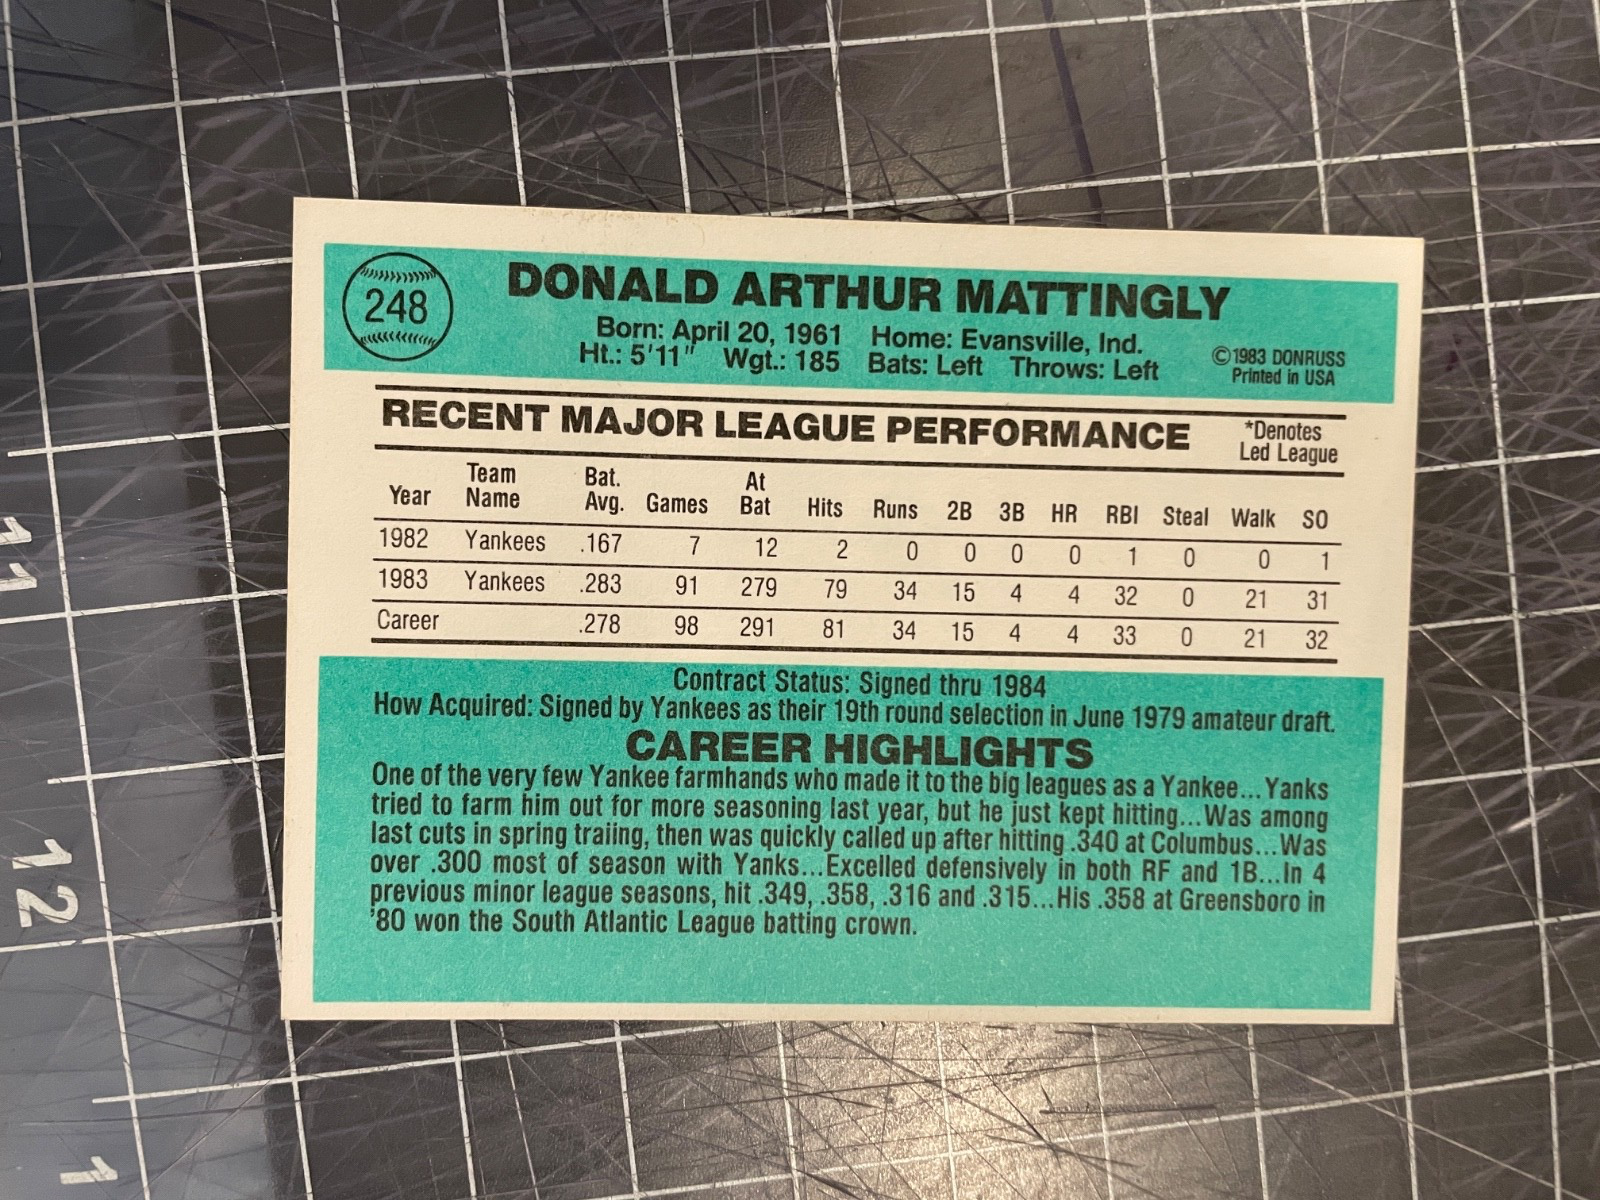 248
DONALD ARTHUR MATTINGLY
Born: April 20, 1961 Home: Evansville, Ind.
Ht.: 5'11" Wgt.: 185 Bats: Left Throws: Left
©1983 DONRUSS
Printed in USA
RECENT MAJOR LEAGUE PERFORMANCE
*Denotes
Led League
Year Team Name Bat. Avg. Games At Bat Hits Runs 2B 3B HR RBI Steal Walk SO
1982 Yankees .167 7 12 2 0 0 0 0 1 0 0 1
1983 Yankees .283 91 279 79 34 15 4 4 32 0 21 31
Career .278 98 291 81 34 15 4 4 33 0 21 32
Contract Status: Signed thru 1984
How Acquired: Signed by Yankees as their 19th round selection in June 1979 amateur draft.
CAREER HIGHLIGHTS
One of the very few Yankee farmhands who made it to the big leagues as a Yankee...Yanks
tried to farm him out for more seasoning last year, but he just kept hitting...Was among
last cuts in spring traiing, then was quickly called up after hitting .340 at Columbus...Was
over .300 most of season with Yanks...Excelled defensively in both RF and 1B...In 4
previous minor league seasons, hit .349, .358, .316 and .315...His .358 at Greensboro in
'80 won the South Atlantic League batting crown.
11
12
1